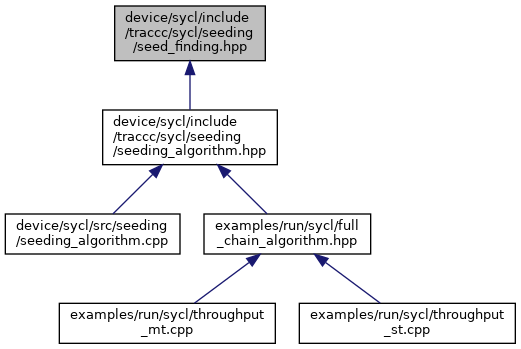 device/sycl/include
/traccc/sycl/seeding
/seed_finding.hpp
device/sycl/include
/traccc/sycl/seeding
/seeding_algorithm.hpp
device/sycl/src/seeding
/seeding_algorithm.cpp
examples/run/sycl/full
_chain_algorithm.hpp
examples/run/sycl/throughput
_mt.cpp
examples/run/sycl/throughput
_st.cpp